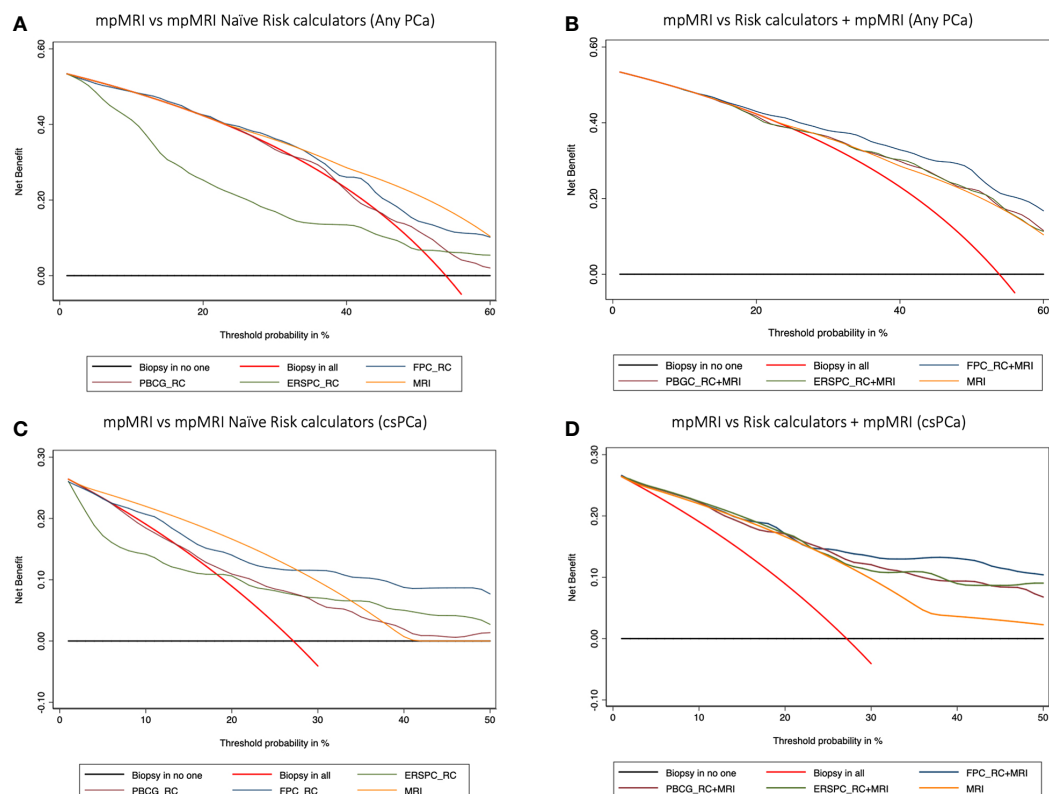 A
mpMRI vs mpMRI Naïve Risk calculators (Any PCa)
0.60
0.40
0.20
0.00
Net Benefit
0 20 40 60
Threshold probability in %
Biopsy in no one Biopsy in all FPC_RC
PBCG_RC ERSPC_RC MRI
B
mpMRI vs Risk calculators + mpMRI (Any PCa)
0.60
0.40
0.20
0.00
Net Benefit
0 20 40 60
Threshold probability in %
Biopsy in no one Biopsy in all FPC_RC+MRI
PBGC_RC+MRI ERSPC_RC+MRI MRI
C
mpMRI vs mpMRI Naïve Risk calculators (csPCa)
0.30
0.20
0.10
0.00
-0.10
Net Benefit
0 10 20 30 40 50
Threshold probability in %
Biopsy in no one Biopsy in all ERSPC_RC
PBCG_RC FPC_RC MRI
D
mpMRI vs Risk calculators + mpMRI (csPCa)
0.30
0.20
0.10
0.00
-0.10
Net Benefit
0 10 20 30 40 50
Threshold probability in %
Biopsy in no one Biopsy in all FPC_RC+MRI
PBCG_RC+MRI ERSPC_RC+MRI MRI